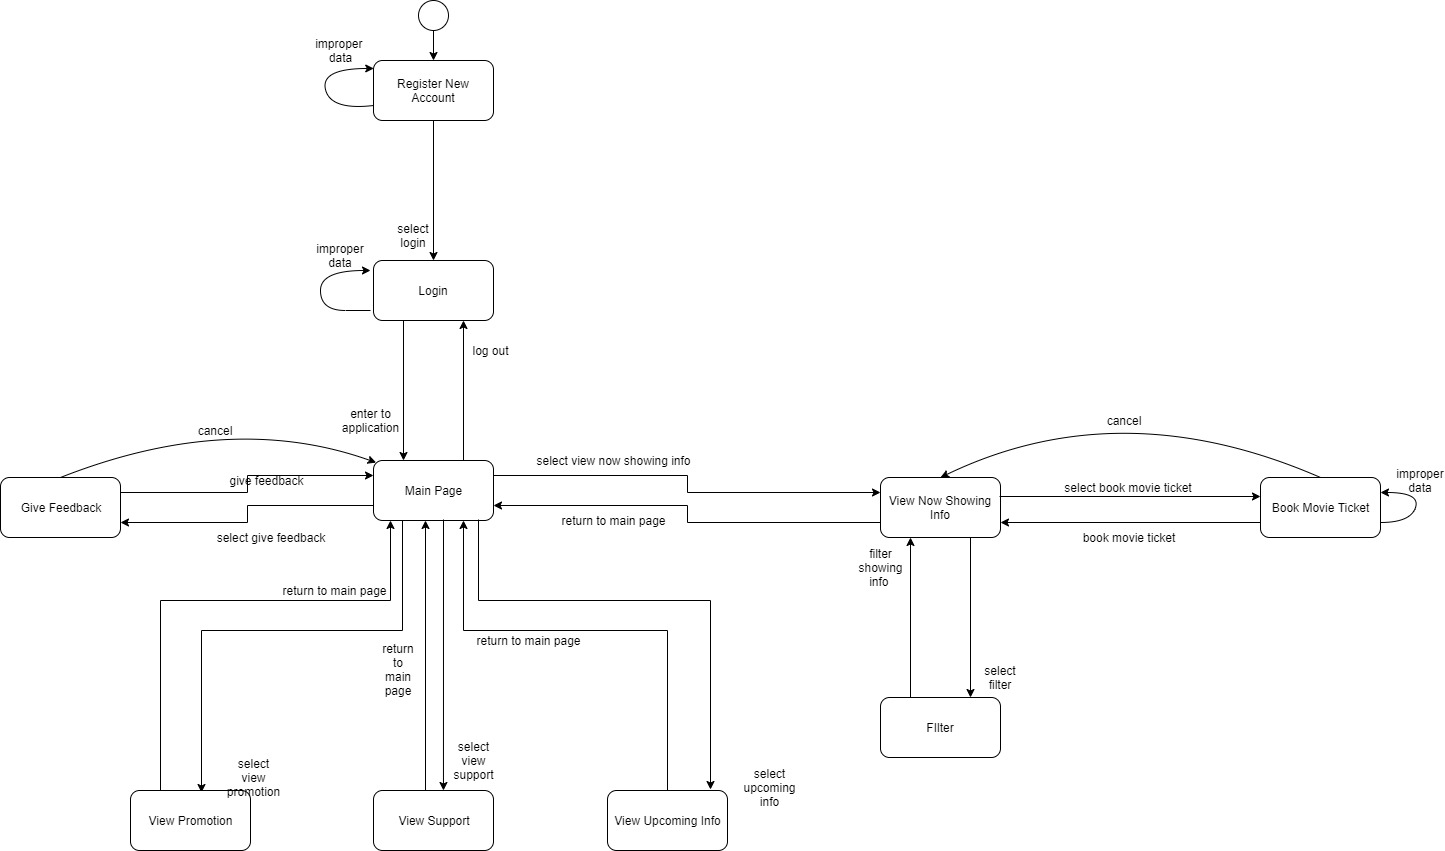 improper
data
Register New
Account
select
login
improper
data
Login
log out
enter to
application
cancel
give feedback
Give Feedback
select give feedback
Main Page
select view now showing info
return to main page
cancel
View Now Showing
Info
select book movie ticket
book movie ticket
Book Movie Ticket
improper
data
filter
showing
info
select
filter
FIlter
return to main page
return
to
main
page
return to main page
select
view
promotion
select
view
support
select
upcoming
info
View Promotion
View Support
View Upcoming Info